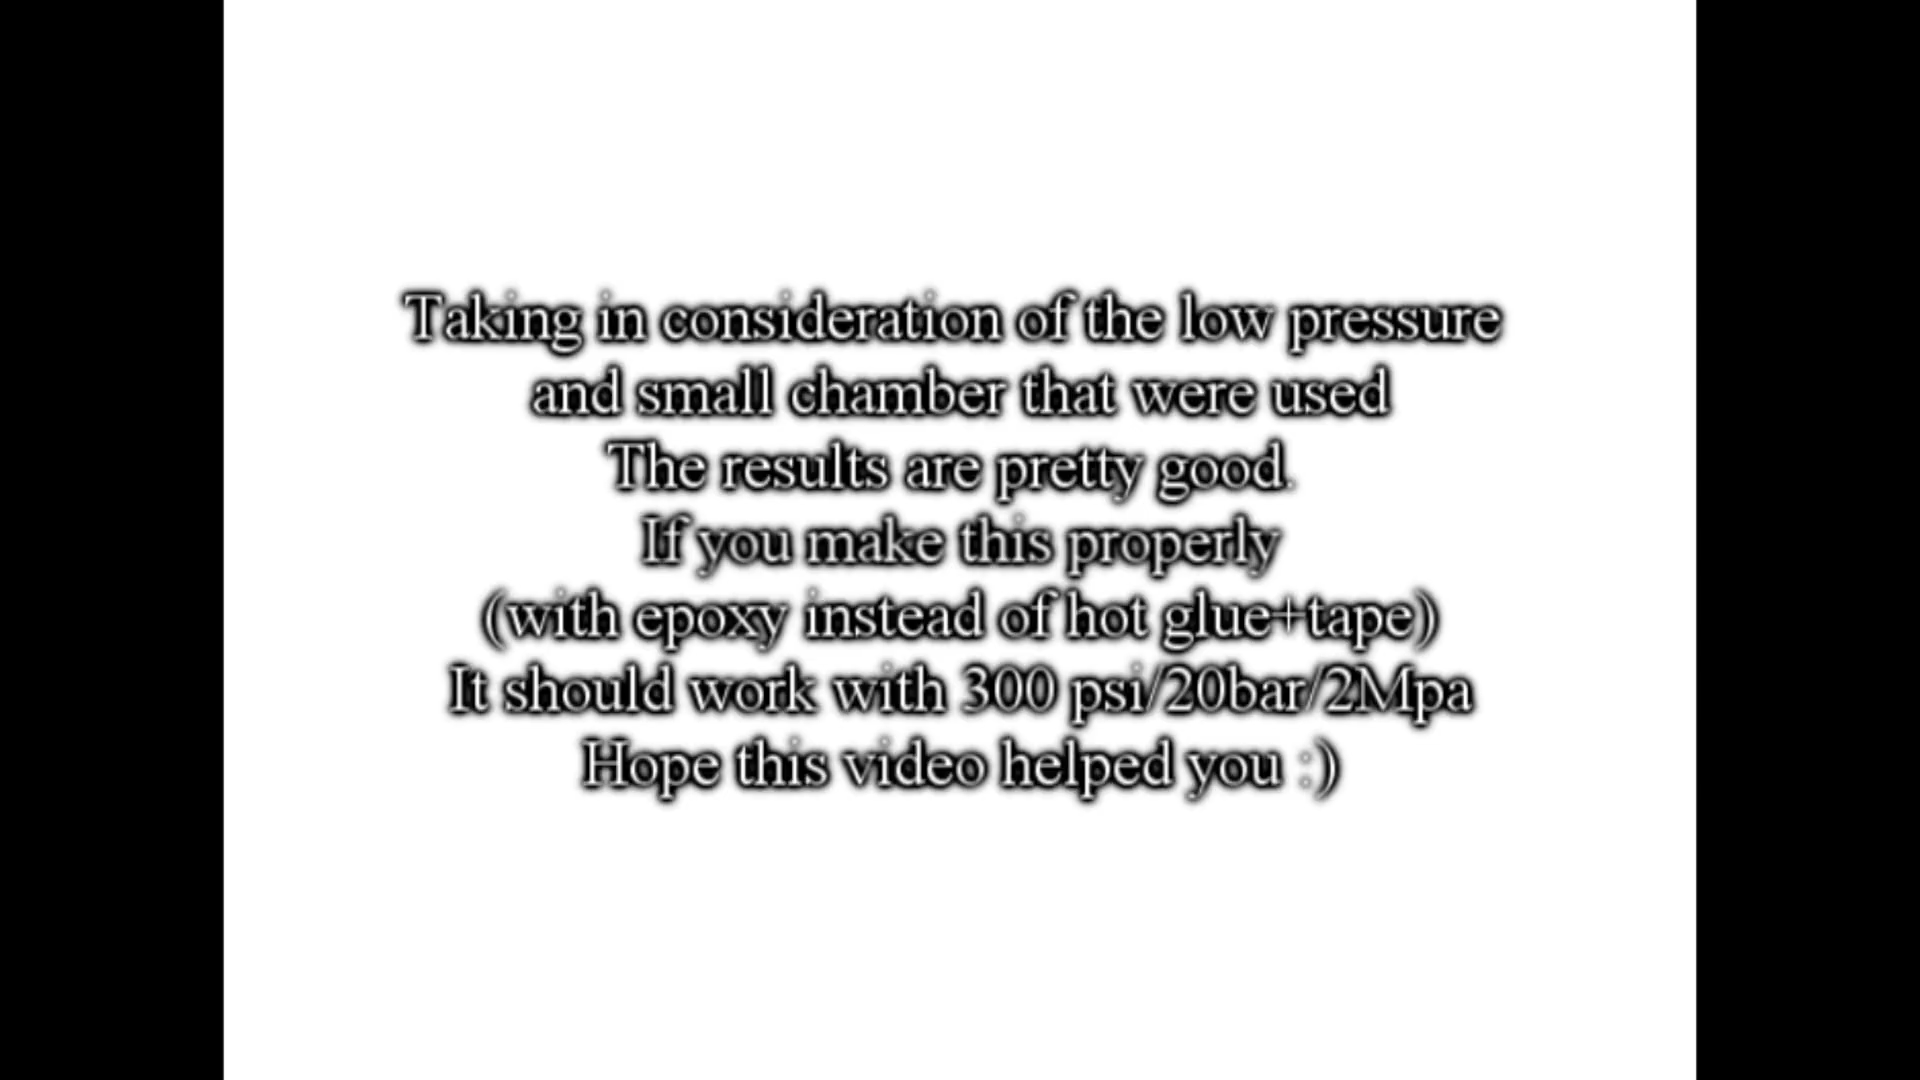 Taking in consideration of the low pressure
and small chamber that were used
The results are pretty good.
If you make this properly
(with epoxy instead of hot glue+tape)
It should work with 300 psi/20bar/2Mpa
Hope this video helped you :)